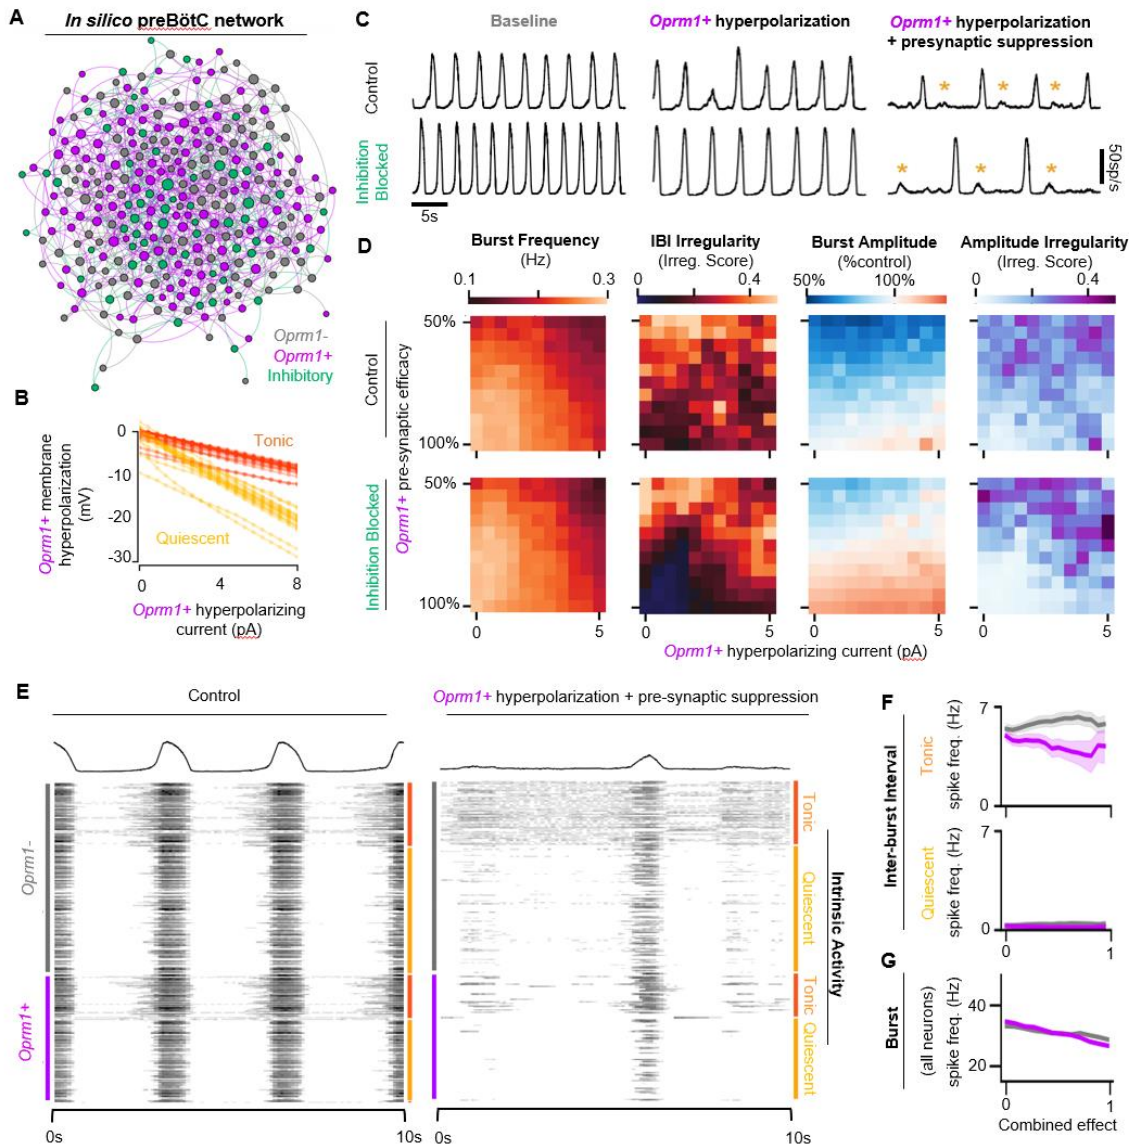 A
In silico preBötC network
Oprm1-
Oprm1+
Inhibitory
B
0
-10
-20
-30
Oprm1+ membrane
hyperpolarization
(mV)
Tonic
Quiescent
0 4 8
Oprm1+ hyperpolarizing
current (pA)
C
Baseline
Oprm1+ hyperpolarization
Oprm1+ hyperpolarization
+ presynaptic suppression
Control
Inhibition
Blocked
* * *
* * *
5s
50sp/s
D
Burst Frequency
(Hz)
0.1 0.3
IBI Irregularity
(Irreg. Score)
0 0.4
Burst Amplitude
(%control)
50% 100%
Amplitude Irregularity
(Irreg. Score)
0 0.4
Control
Inhibition Blocked
Oprm1+ pre-synaptic efficacy
50%
100%
50%
100%
0 5 0 5 0 5 0 5
Oprm1+ hyperpolarizing current (pA)
E
Control
Oprm1+ hyperpolarization + pre-synaptic suppression
Oprm1-
Oprm1+
Tonic
Quiescent
Tonic
Quiescent
Intrinsic Activity
0s 10s 0s 10s
F
Inter-burst Interval
Tonic
spike freq. (Hz)
7
0
Quiescent
spike freq. (Hz)
7
0
0 1
G
Burst
(all neurons)
spike freq. (Hz)
40
20
0 1
Combined effect